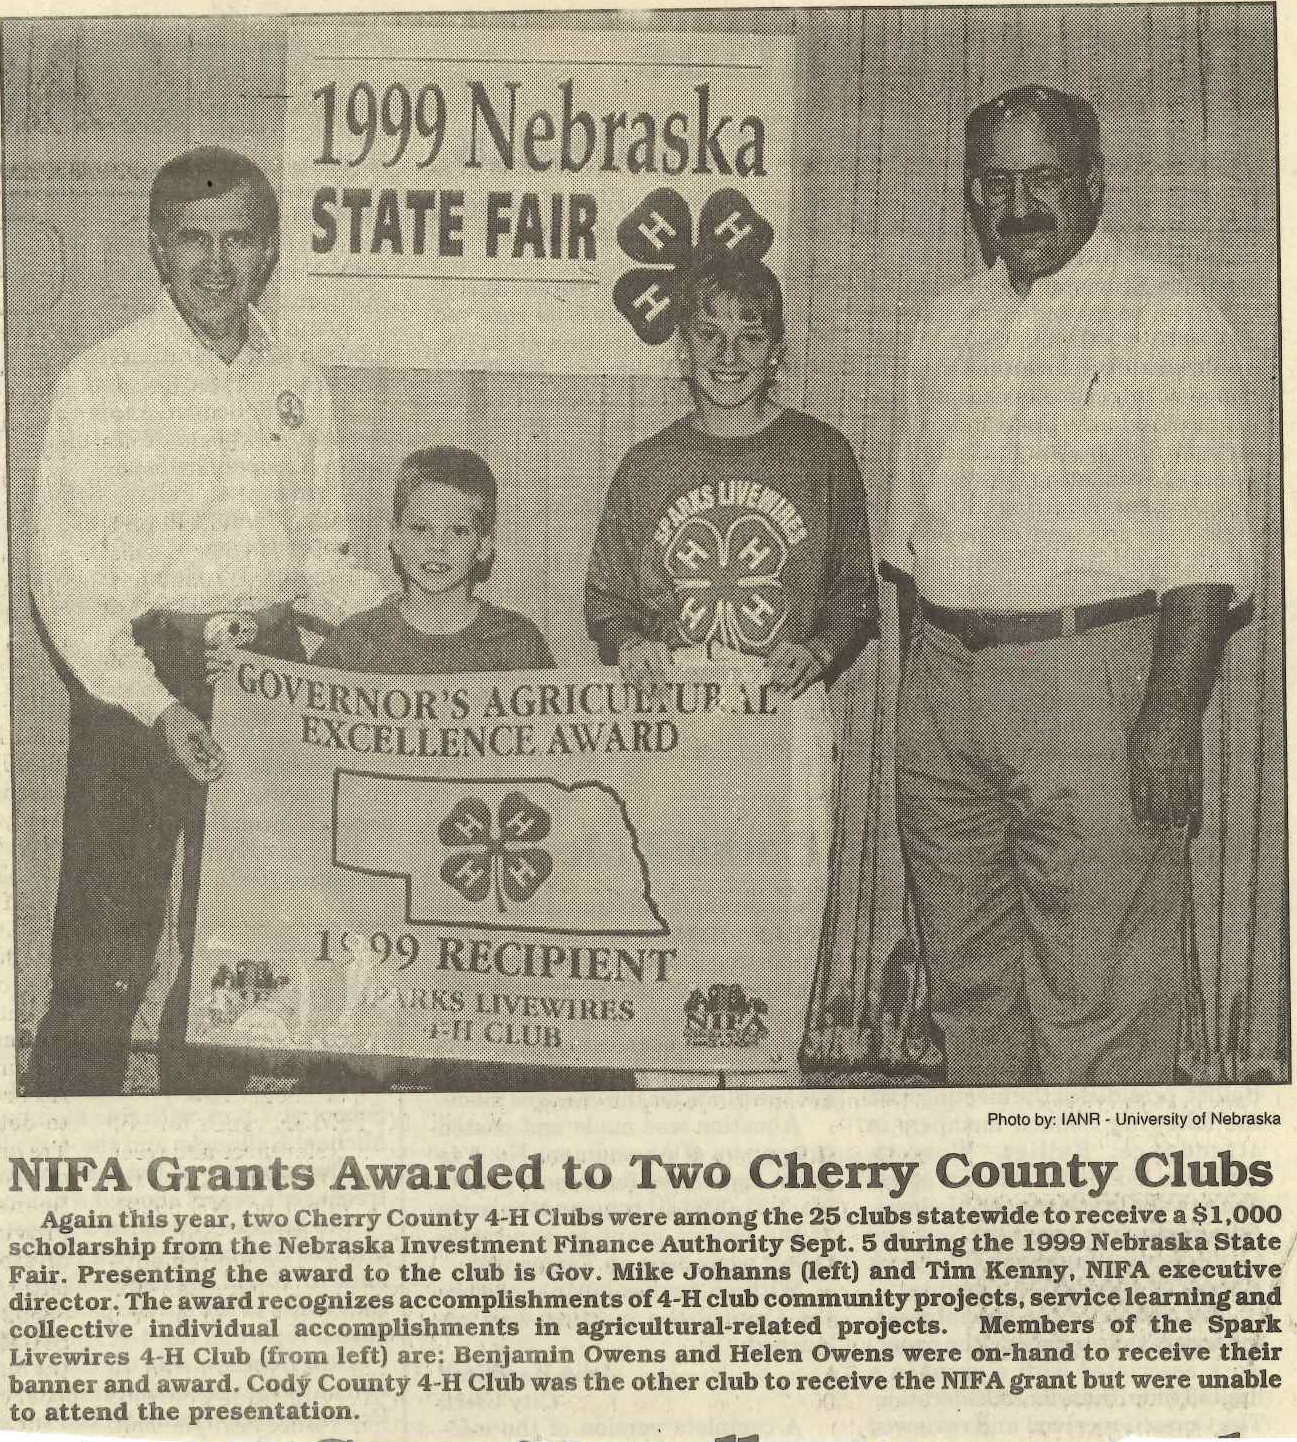 1999 Nebraska
STATE FAIR
H H
H
SPARKS LIVEWIRES
H H
H H
GOVERNOR'S AGRICULTURAL
EXCELLENCE AWARD
H H
H H
1999 RECIPIENT
SPARKS LIVEWIRES
4-H CLUB
NIFA
Photo by: IANR - University of Nebraska
NIFA Grants Awarded to Two Cherry County Clubs
Again this year, two Cherry County 4-H Clubs were among the 25 clubs statewide to receive a $1,000
scholarship from the Nebraska Investment Finance Authority Sept. 5 during the 1999 Nebraska State
Fair. Presenting the award to the club is Gov. Mike Johanns (left) and Tim Kenny, NIFA executive
director. The award recognizes accomplishments of 4-H club community projects, service learning and
collective individual accomplishments in agricultural-related projects. Members of the Spark
Livewires 4-H Club (from left) are: Benjamin Owens and Helen Owens were on-hand to receive their
banner and award. Cody County 4-H Club was the other club to receive the NIFA grant but were unable
to attend the presentation.